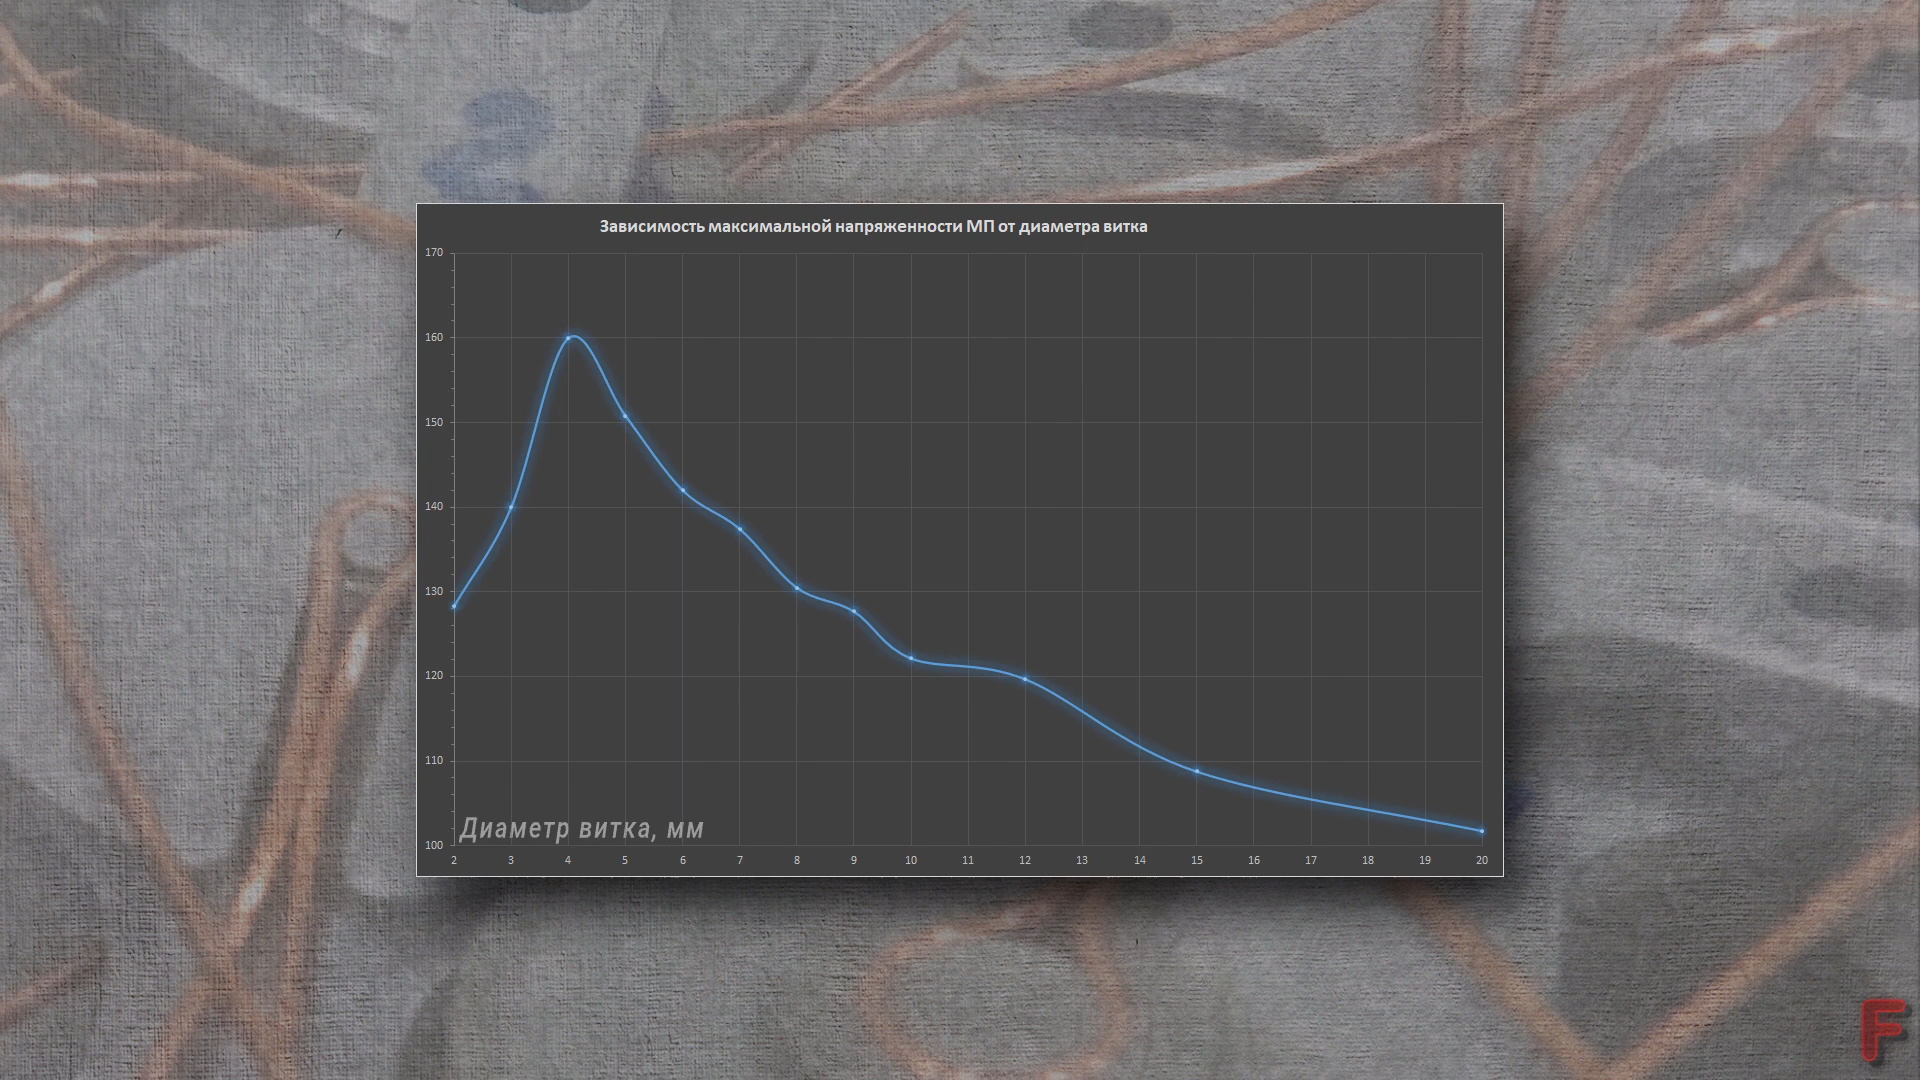 Зависимость максимальной напряженности МП от диаметра витка
170
160
150
140
130
120
110
100
Диаметр витка, мм
2 3 4 5 6 7 8 9 10 11 12 13 14 15 16 17 18 19 20
F